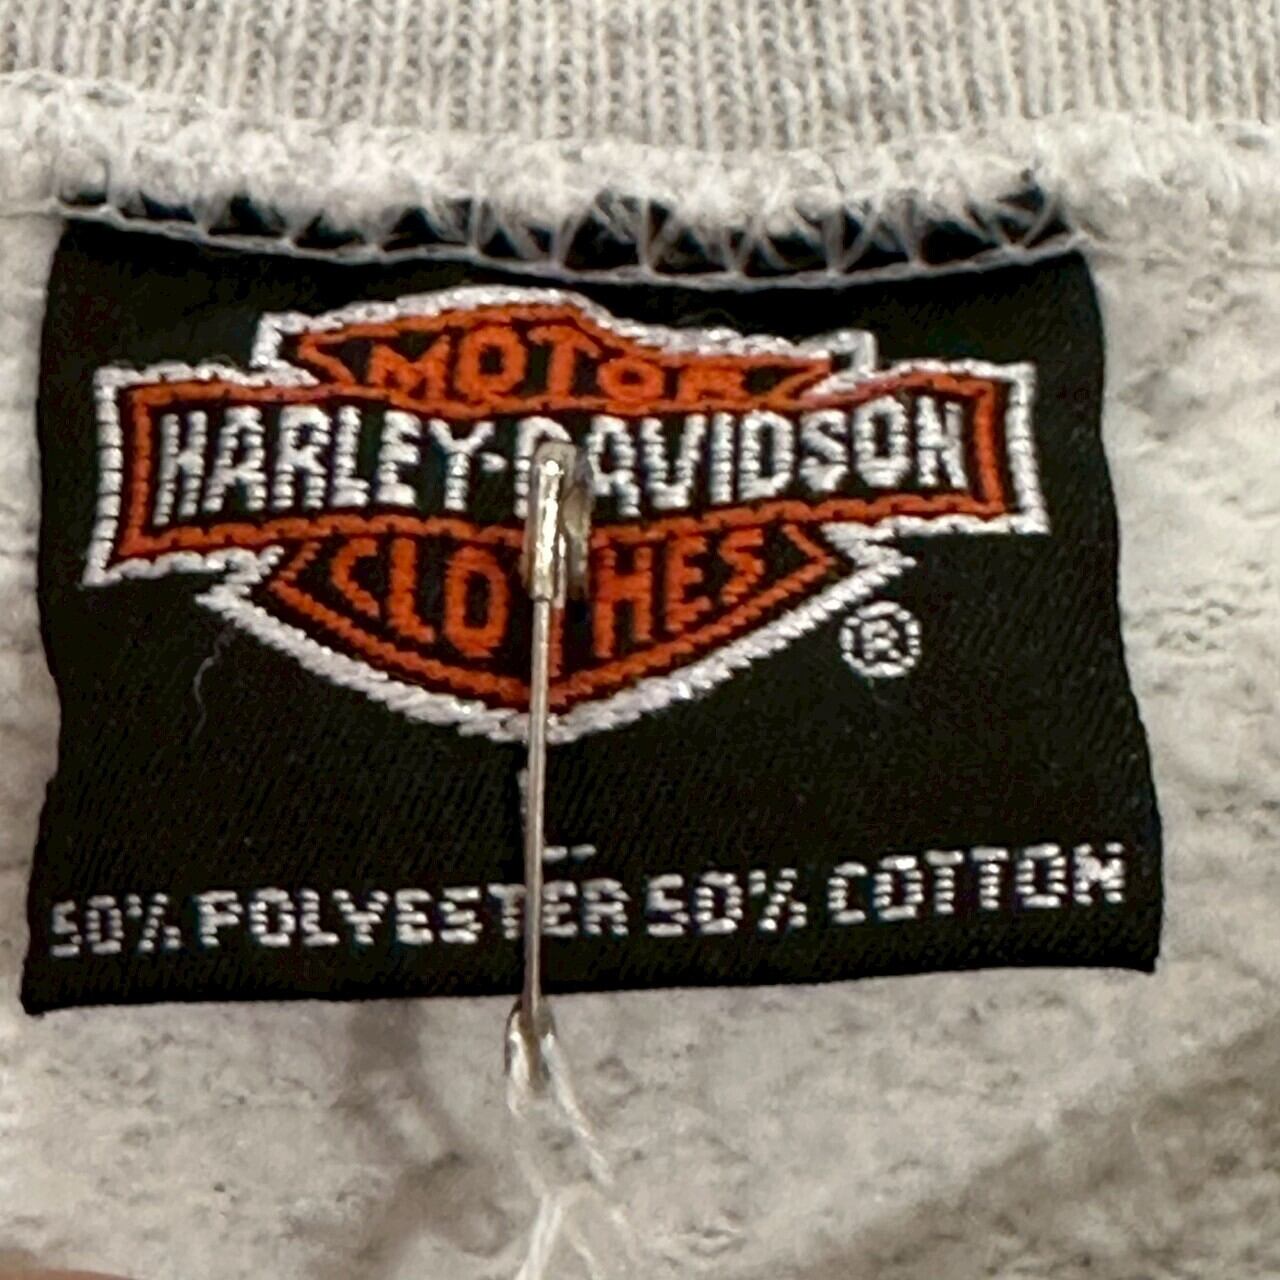 MOTOR
HARLEY-DAVIDSON
CLOTHES
®
50% POLYESTER 50% COTTON